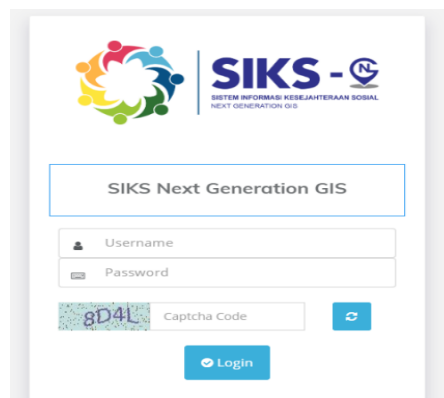 SIKS - NG
SISTEM INFORMASI KESEJAHTERAAN SOSIAL
NEXT GENERATION GIS
SIKS Next Generation GIS
Username
Password
8D4L Captcha Code
Login